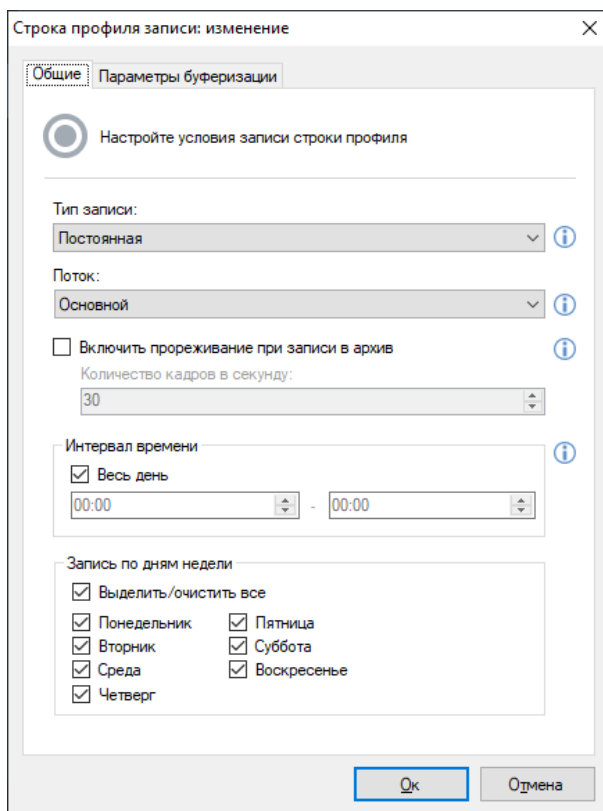 Строка профиля записи: изменение
Общие Параметры буферизации
Настройте условия записи строки профиля
Тип записи:
Постоянная
Поток:
Основной
Включить прореживание при записи в архив
Количество кадров в секунду:
30
Интервал времени
Весь день
00:00 - 00:00
Запись по дням недели
Выделить/очистить все
Понедельник Пятница
Вторник Суббота
Среда Воскресенье
Четверг
Ок Отмена